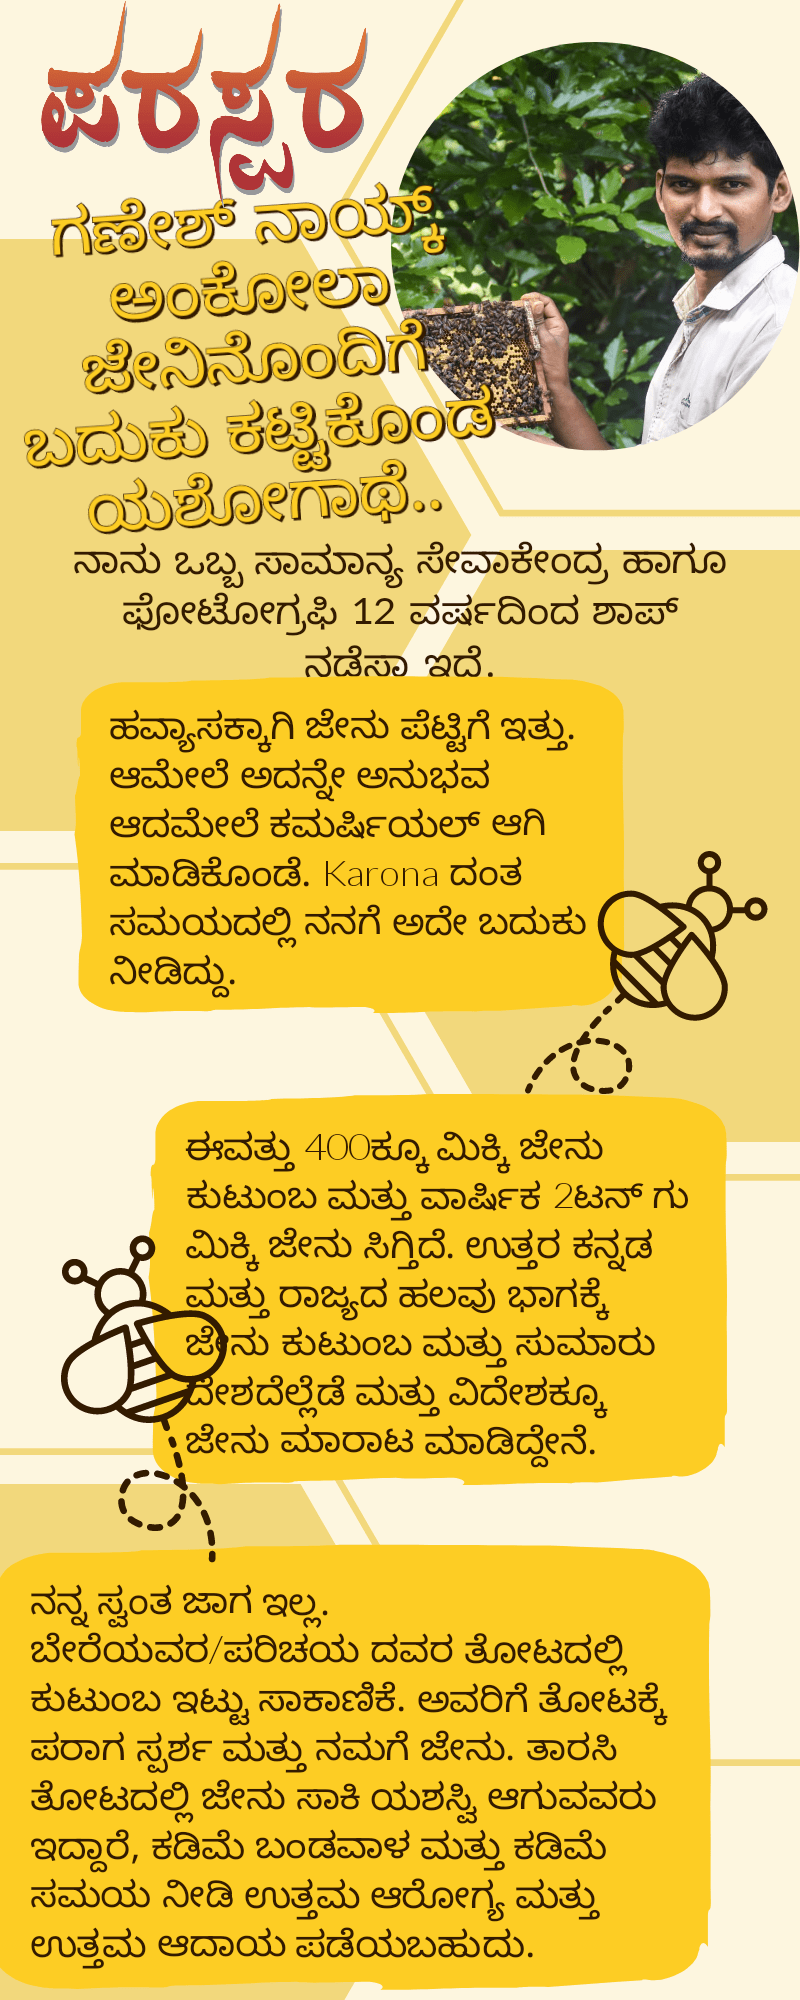 ಪರಸ್ಪರ
ಗಣೇಶ್ ನಾಯ್ಕ್
ಅಂಕೋಲಾ
ಜೇನಿನೊಂದಿಗೆ
ಬದುಕು ಕಟ್ಟಿಕೊಂಡ
ಯಶೋಗಾಥೆ..
ನಾನು ಒಬ್ಬ ಸಾಮಾನ್ಯ ಸೇವಾಕೇಂದ್ರ ಹಾಗೂ
ಫೋಟೋಗ್ರಫಿ 12 ವರ್ಷದಿಂದ ಶಾಪ್
ಇದೆ.
ಹವ್ಯಾಸಕ್ಕಾಗಿ ಜೇನು ಪೆಟ್ಟಿಗೆ ಇತ್ತು.
ಆಮೇಲೆ ಅದನ್ನೇ ಅನುಭವ
ಆದಮೇಲೆ ಕಮರ್ಷಿಯಲ್ ಆಗಿ
ಮಾಡಿಕೊಂಡೆ. Karona ದಂತ
ಸಮಯದಲ್ಲಿ ನನಗೆ ಅದೇ ಬದುಕು
ನೀಡಿದ್ದು.
ಈವತ್ತು 400ಕ್ಕೂ ಮಿಕ್ಕಿ ಜೇನು
ಕುಟುಂಬ ಮತ್ತು ವಾರ್ಷಿಕ 2ಟನ್ ಗು
ಮಿಕ್ಕಿ ಜೇನು ಸಿಗ್ತಿದೆ. ಉತ್ತರ ಕನ್ನಡ
ಮತ್ತು ರಾಜ್ಯದ ಹಲವು ಭಾಗಕ್ಕೆ
ಜೇನು ಕುಟುಂಬ ಮತ್ತು ಸುಮಾರು
ದೇಶದೆಲ್ಲೆಡೆ ಮತ್ತು ವಿದೇಶಕ್ಕೂ
ಜೇನು ಮಾರಾಟ ಮಾಡಿದ್ದೇನೆ.
ನನ್ನ ಸ್ವಂತ ಜಾಗ ಇಲ್ಲ.
ಬೇರೆಯವರ/ಪರಿಚಯ ದವರ ತೋಟದಲ್ಲಿ
ಕುಟುಂಬ ಇಟ್ಟು ಸಾಕಾಣಿಕೆ. ಅವರಿಗೆ ತೋಟಕ್ಕೆ
ಪರಾಗ ಸ್ಪರ್ಶ ಮತ್ತು ನಮಗೆ ಜೇನು. ತಾರಸಿ
ತೋಟದಲ್ಲಿ ಜೇನು ಸಾಕಿ ಯಶಸ್ವಿ ಆಗುವವರು
ಇದ್ದಾರೆ, ಕಡಿಮೆ ಬಂಡವಾಳ ಮತ್ತು ಕಡಿಮೆ
ಸಮಯ ನೀಡಿ ಉತ್ತಮ ಆರೋಗ್ಯ ಮತ್ತು
ಉತ್ತಮ ಆದಾಯ ಪಡೆಯಬಹುದು.